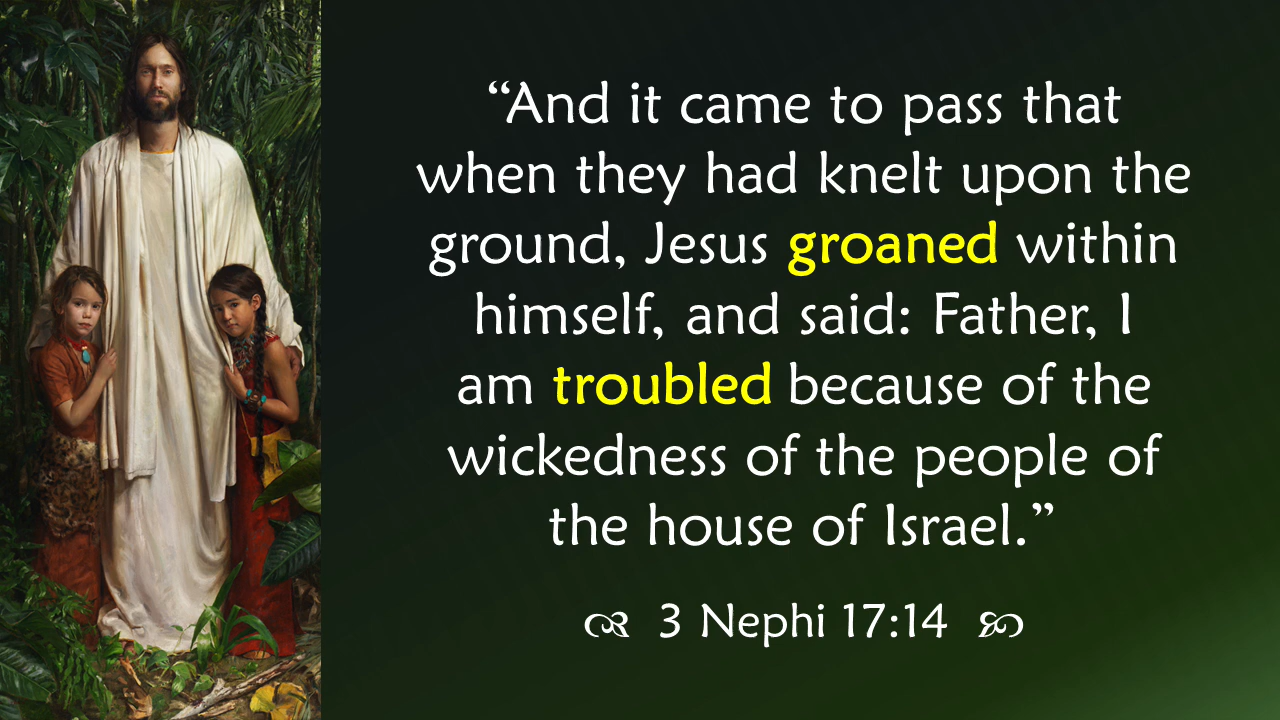 “And it came to pass that
when they had knelt upon the
ground, Jesus groaned within
himself, and said: Father, I
am troubled because of the
wickedness of the people of
the house of Israel.”
3 Nephi 17:14